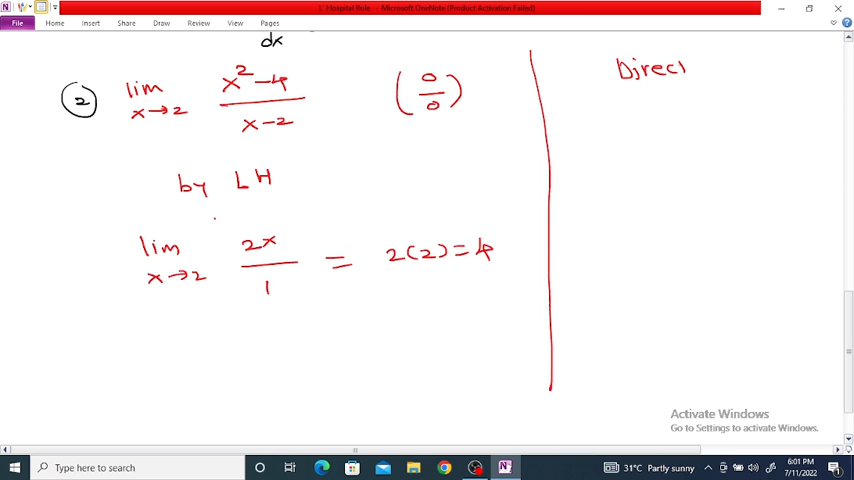 L' Hospital Rule - Microsoft OneNote (Product Activation Failed)
File Home Insert Share Draw Review View Pages
dx
2 lim x→2 x² - 4 / x - 2 (0/0)
Direct
by LH
lim x→2 2x / 1 = 2(2) = 4
Activate Windows
Go to Settings to activate Windows.
Type here to search
31°C Partly sunny
6:01 PM
7/11/2022